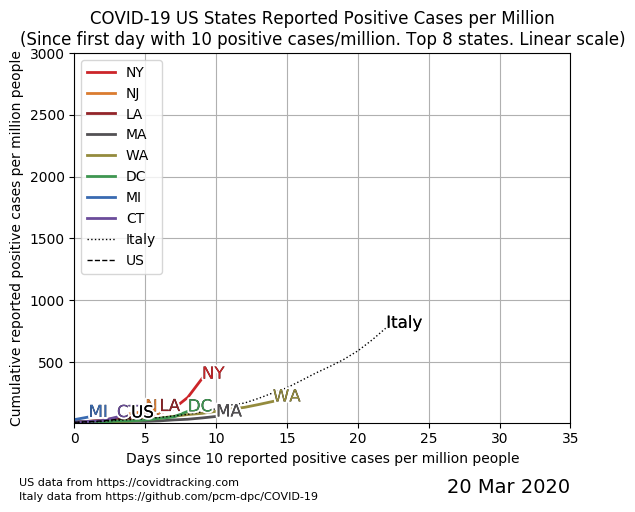 COVID-19 US States Reported Positive Cases per Million
(Since first day with 10 positive cases/million. Top 8 states. Linear scale)
Cumulative reported positive cases per million people
3000
2500
2000
1500
1000
500
NY
NJ
LA
MA
WA
DC
MI
CT
Italy
US
Italy
NY
WA
MI
US
LA
DC
MA
0
5
10
15
20
25
30
35
Days since 10 reported positive cases per million people
US data from https://covidtracking.com
Italy data from https://github.com/pcm-dpc/COVID-19
20 Mar 2020